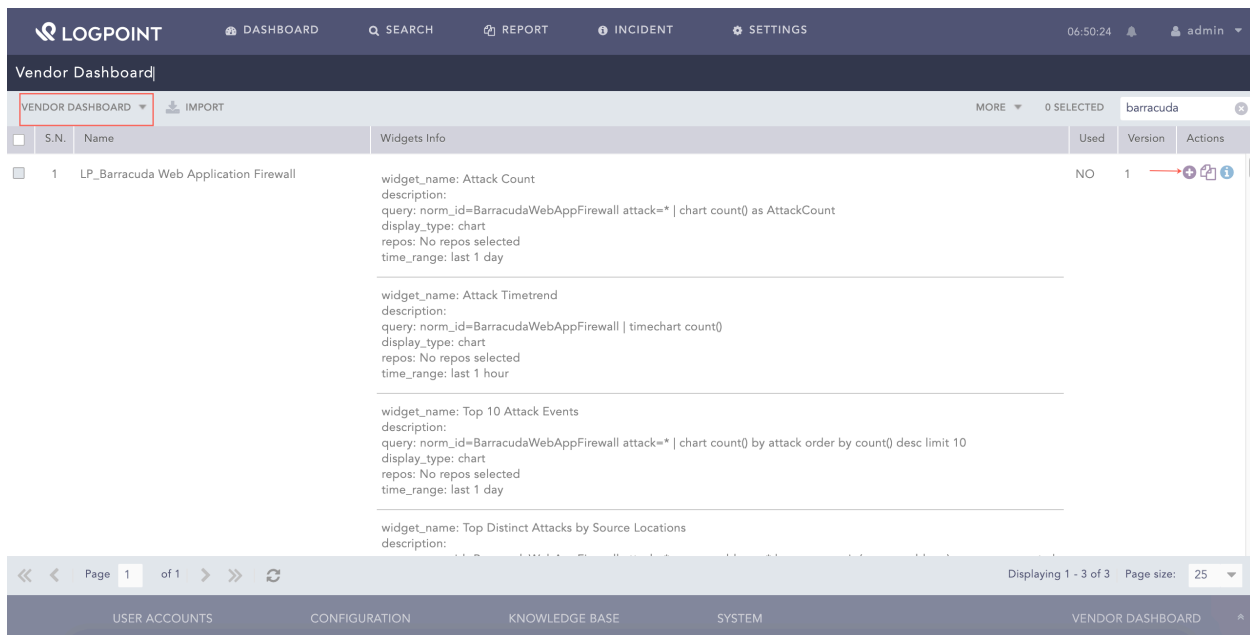 LOGPOINT DASHBOARD SEARCH REPORT INCIDENT SETTINGS 06:50:24 admin
Vendor Dashboard
VENDOR DASHBOARD IMPORT MORE 0 SELECTED barracuda
S.N. Name Widgets Info Used Version Actions
1 LP_Barracuda Web Application Firewall NO 1
widget_name: Attack Count
description:
query: norm_id=BarracudaWebAppFirewall attack=* | chart count() as AttackCount
display_type: chart
repos: No repos selected
time_range: last 1 day
widget_name: Attack Timetrend
description:
query: norm_id=BarracudaWebAppFirewall | timechart count()
display_type: chart
repos: No repos selected
time_range: last 1 hour
widget_name: Top 10 Attack Events
description:
query: norm_id=BarracudaWebAppFirewall attack=* | chart count() by attack order by count() desc limit 10
display_type: chart
repos: No repos selected
time_range: last 1 day
widget_name: Top Distinct Attacks by Source Locations
description:
Page 1 of 1 Displaying 1 - 3 of 3 Page size: 25
USER ACCOUNTS CONFIGURATION KNOWLEDGE BASE SYSTEM VENDOR DASHBOARD